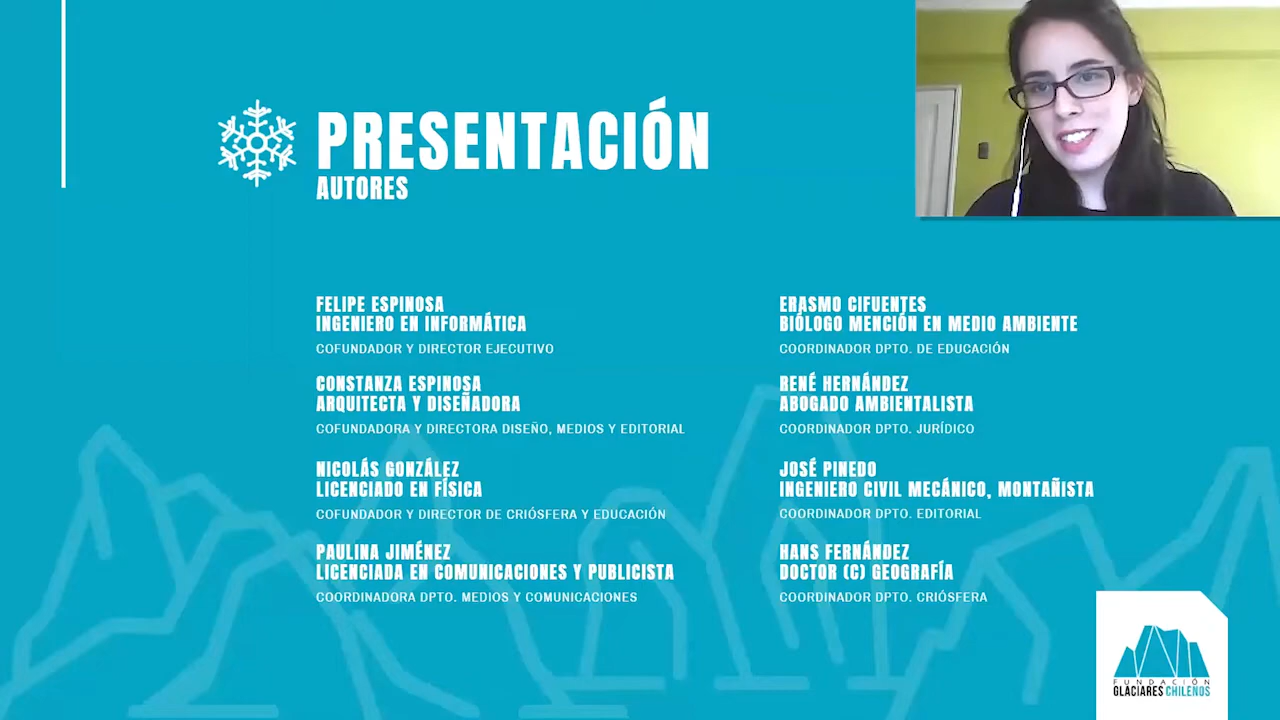 PRESENTACIÓN
AUTORES
FELIPE ESPINOSA
INGENIERO EN INFORMÁTICA
COFUNDADOR Y DIRECTOR EJECUTIVO
CONSTANZA ESPINOSA
ARQUITECTA Y DISEÑADORA
COFUNDADORA Y DIRECTORA DISEÑO, MEDIOS Y EDITORIAL
NICOLÁS GONZÁLEZ
LICENCIADO EN FÍSICA
COFUNDADOR Y DIRECTOR DE CRIÓSFERA Y EDUCACIÓN
PAULINA JIMÉNEZ
LICENCIADA EN COMUNICACIONES Y PUBLICISTA
COORDINADORA DPTO. MEDIOS Y COMUNICACIONES
ERASMO CIFUENTES
BIÓLOGO MENCIÓN EN MEDIO AMBIENTE
COORDINADOR DPTO. DE EDUCACIÓN
RENÉ HERNÁNDEZ
ABOGADO AMBIENTALISTA
COORDINADOR DPTO. JURÍDICO
JOSÉ PINEDO
INGENIERO CIVIL MECÁNICO, MONTAÑISTA
COORDINADOR DPTO. EDITORIAL
HANS FERNÁNDEZ
DOCTOR (C) GEOGRAFÍA
COORDINADOR DPTO. CRIÓSFERA
FUNDACIÓN
GLACIARES CHILENOS